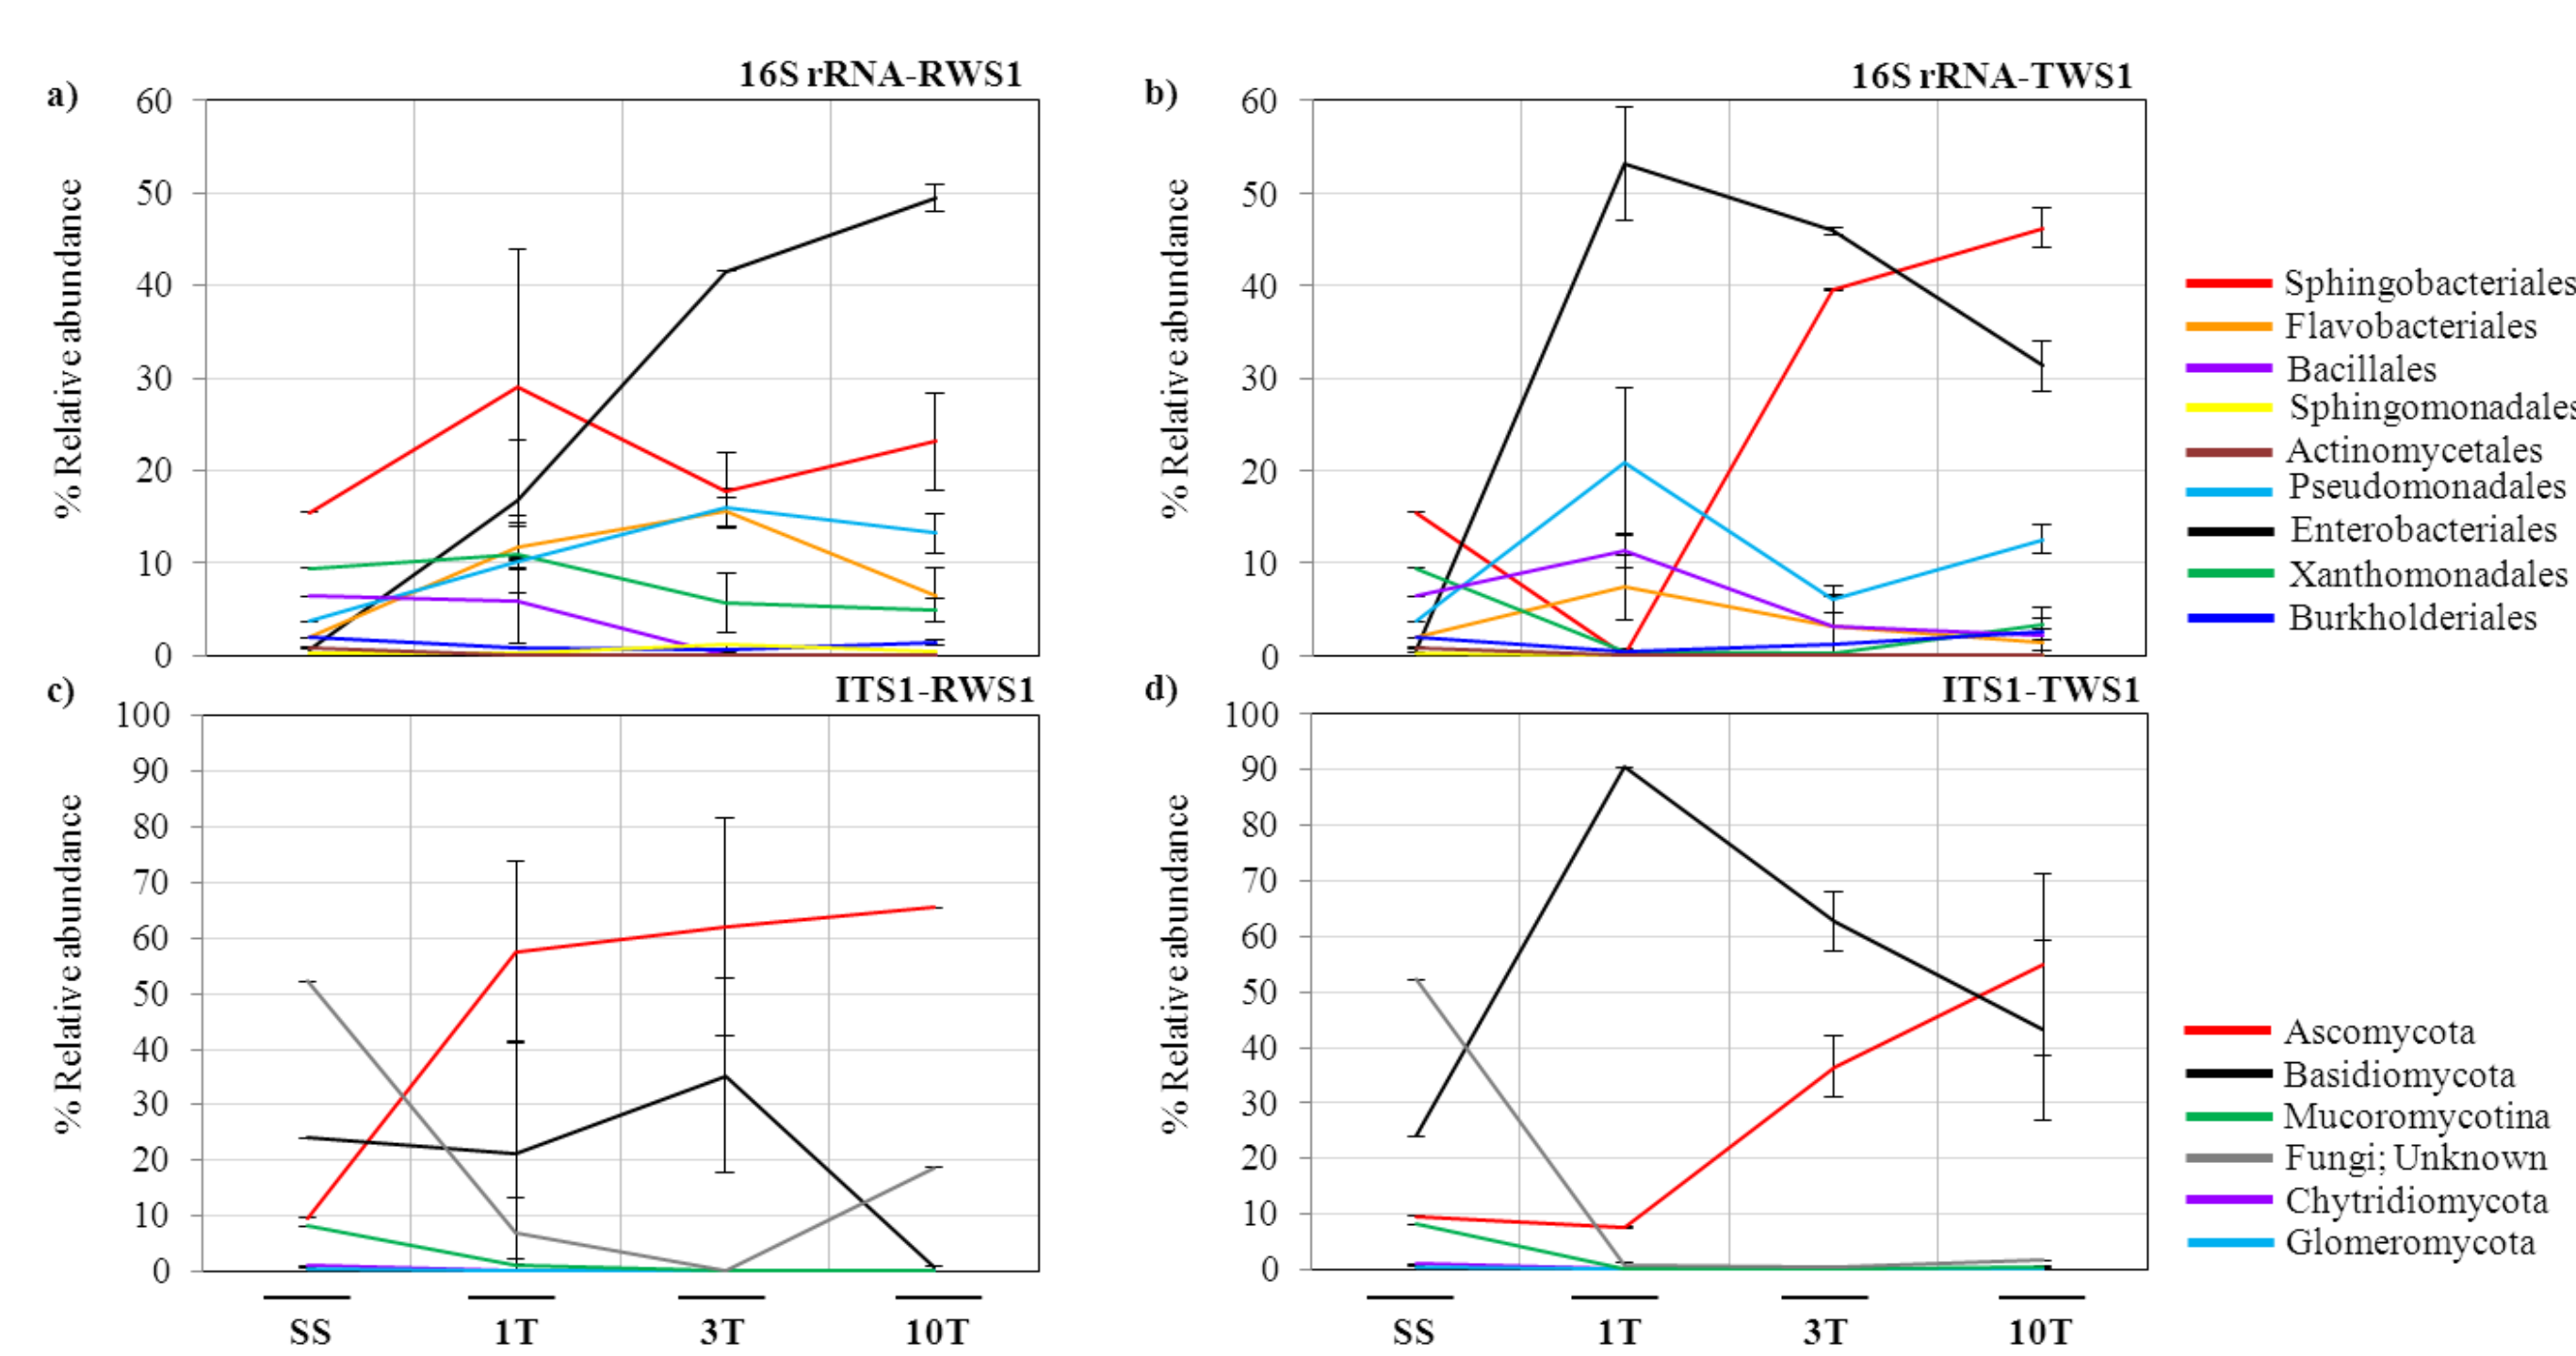 a)
16S rRNA-RWS1
% Relative abundance
60
50
40
30
20
10
0
b)
16S rRNA-TWS1
% Relative abundance
60
50
40
30
20
10
0
Sphingobacteriales
Flavobacteriales
Bacillales
Sphingomonadales
Actinomycetales
Pseudomonadales
Enterobacteriales
Xanthomonadales
Burkholderiales
c)
ITS1-RWS1
% Relative abundance
100
90
80
70
60
50
40
30
20
10
0
SS
1T
3T
10T
d)
ITS1-TWS1
% Relative abundance
100
90
80
70
60
50
40
30
20
10
0
SS
1T
3T
10T
Ascomycota
Basidiomycota
Mucoromycotina
Fungi; Unknown
Chytridiomycota
Glomeromycota